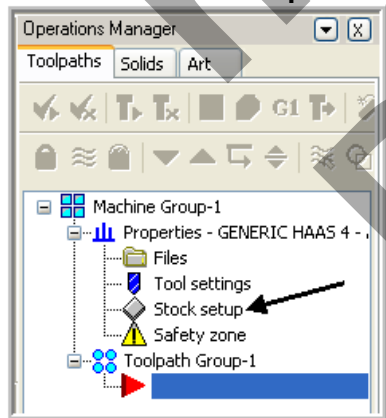 Operations Manager
Toolpaths Solids Art
G1
Machine Group-1
Properties - GENERIC HAAS 4 -
Files
Tool settings
Stock setup
Safety zone
Toolpath Group-1